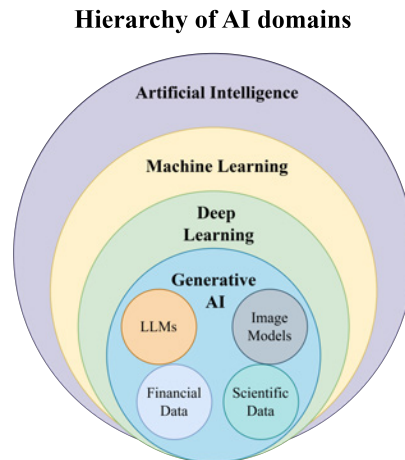 Hierarchy of AI domains
Artificial Intelligence
Machine Learning
Deep
Learning
Generative
AI
LLMs
Image
Models
Financial
Data
Scientific
Data